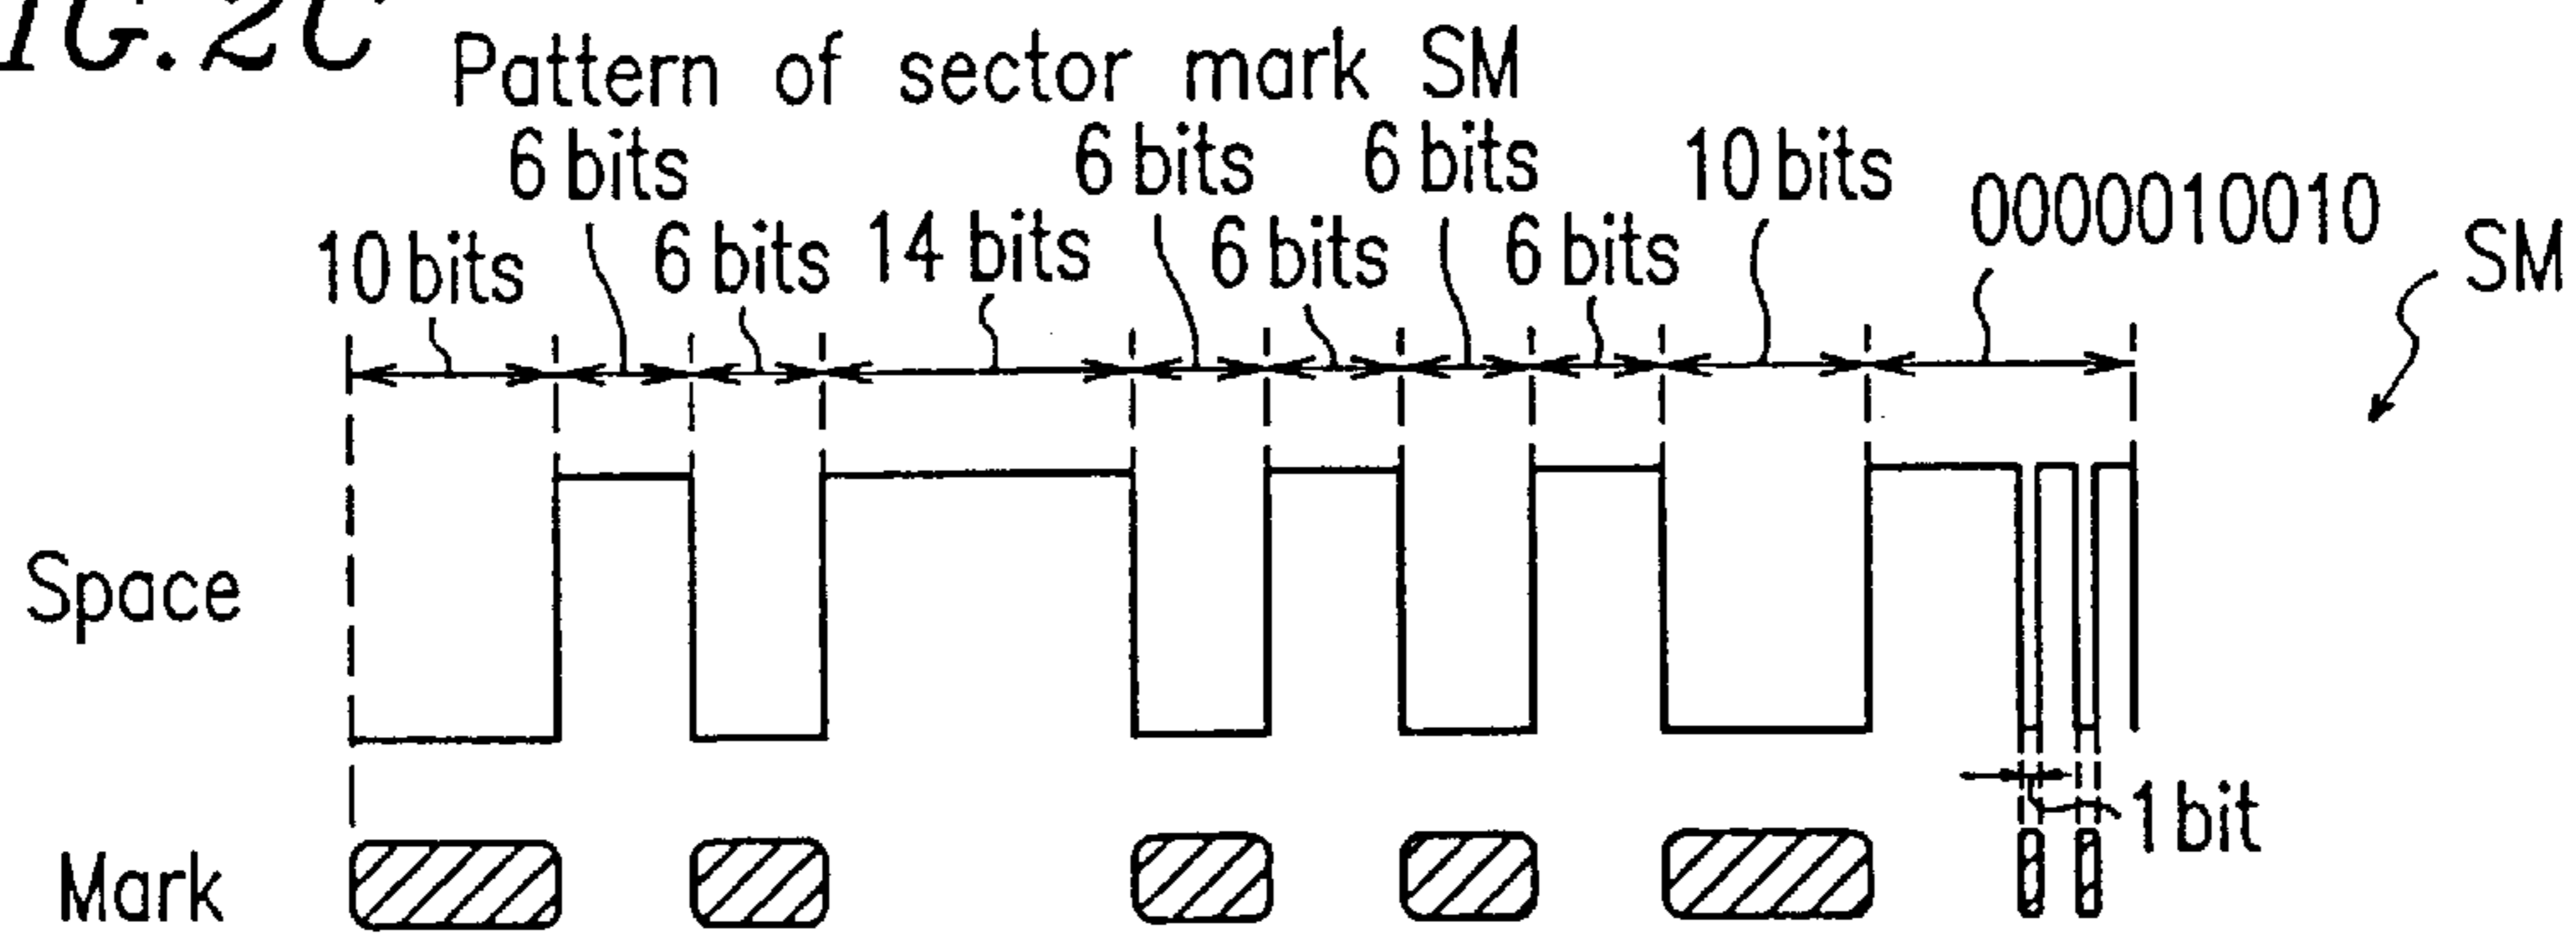 IG. 2C
Pattern of sector mark SM
6 bits
6 bits
6 bits
10 bits
0000010010
10 bits
6 bits
14 bits
6 bits
6 bits
SM
Space
1 bit
Mark